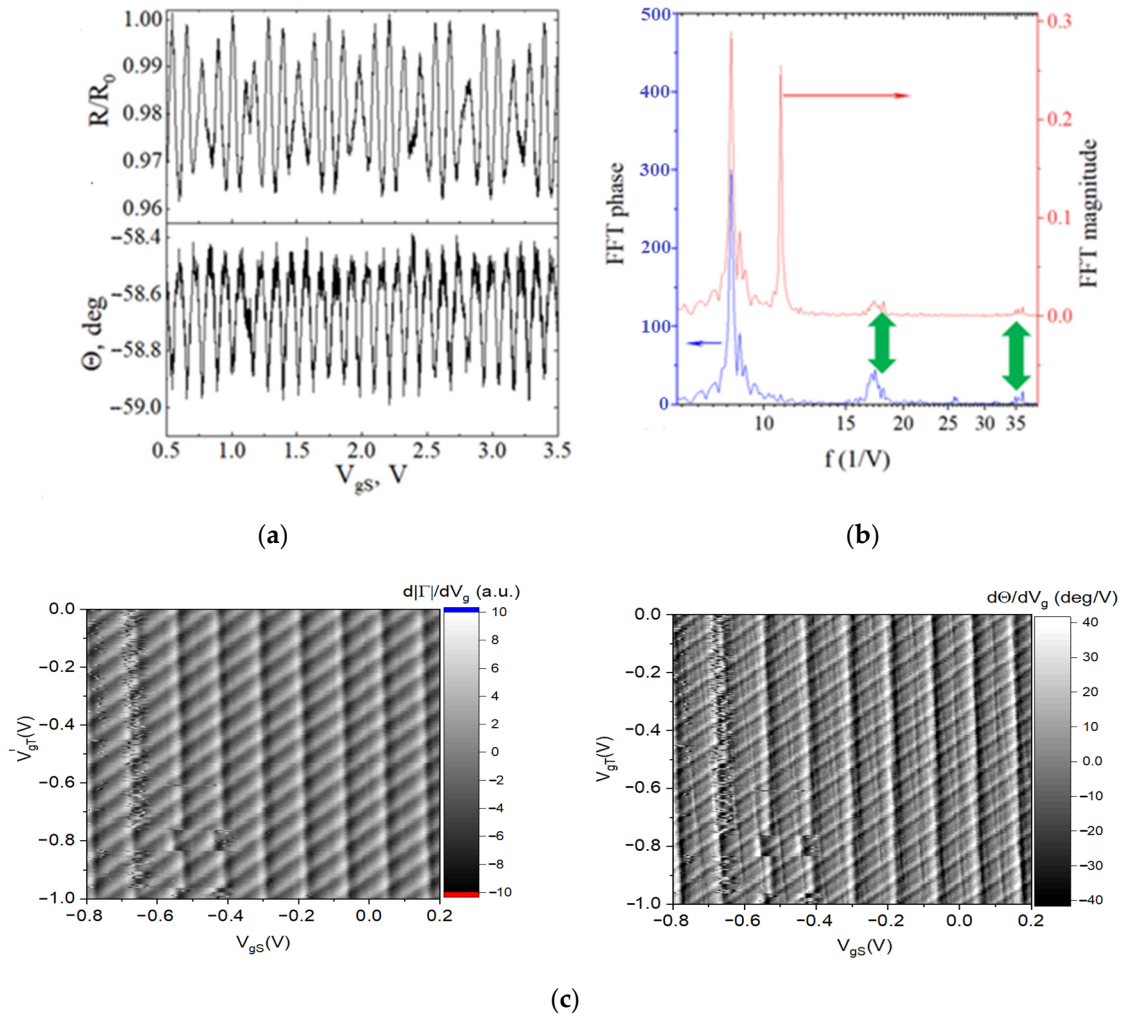 1.00
0.99
0.98
0.97
0.96
R/R0
−58.4
−58.6
−58.8
−59.0
Θ, deg
0.5 1.0 1.5 2.0 2.5 3.0 3.5
VgS, V
(a)
500
400
300
200
100
0
FFT phase
0.3
0.2
0.1
0.0
FFT magnitude
10 15 20 25 30 35
f (1/V)
(b)
d|Γ|/dVg (a.u.)
0.0
−0.2
−0.4
−0.6
−0.8
−1.0
VgT(V)
10
8
6
4
2
0
−2
−4
−6
−8
−10
−0.8 −0.6 −0.4 −0.2 0.0 0.2
VgS(V)
dΘ/dVg (deg/V)
0.0
−0.2
−0.4
−0.6
−0.8
−1.0
VgT(V)
40
30
20
10
0.0
−10
−20
−30
−40
−0.8 −0.6 −0.4 −0.2 0.0 0.2
VgS(V)
(c)